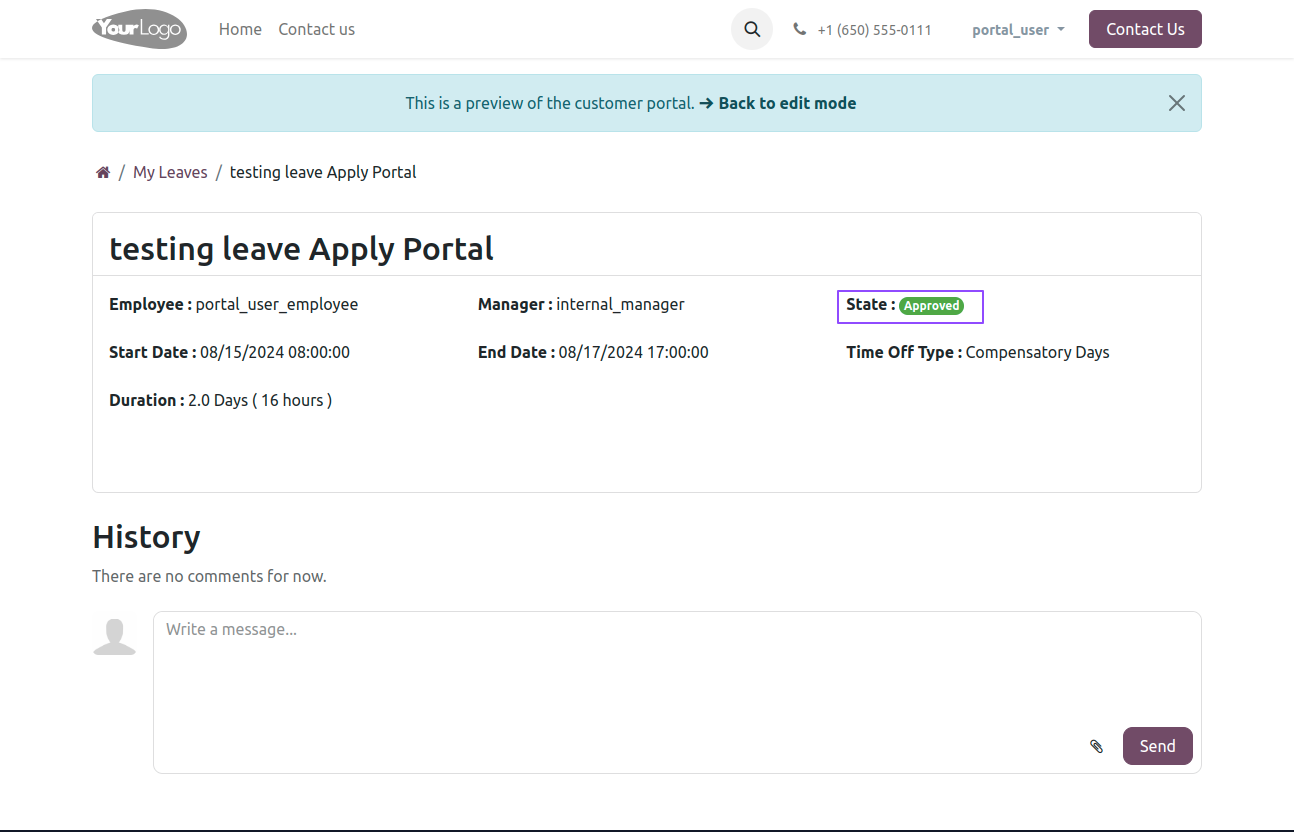 YourLogo Home Contact us +1 (650) 555-0111 portal_user Contact Us
This is a preview of the customer portal. → Back to edit mode
/ My Leaves / testing leave Apply Portal
testing leave Apply Portal
Employee : portal_user_employee Manager : internal_manager State : Approved
Start Date : 08/15/2024 08:00:00 End Date : 08/17/2024 17:00:00 Time Off Type : Compensatory Days
Duration : 2.0 Days ( 16 hours )
History
There are no comments for now.
Write a message...
Send